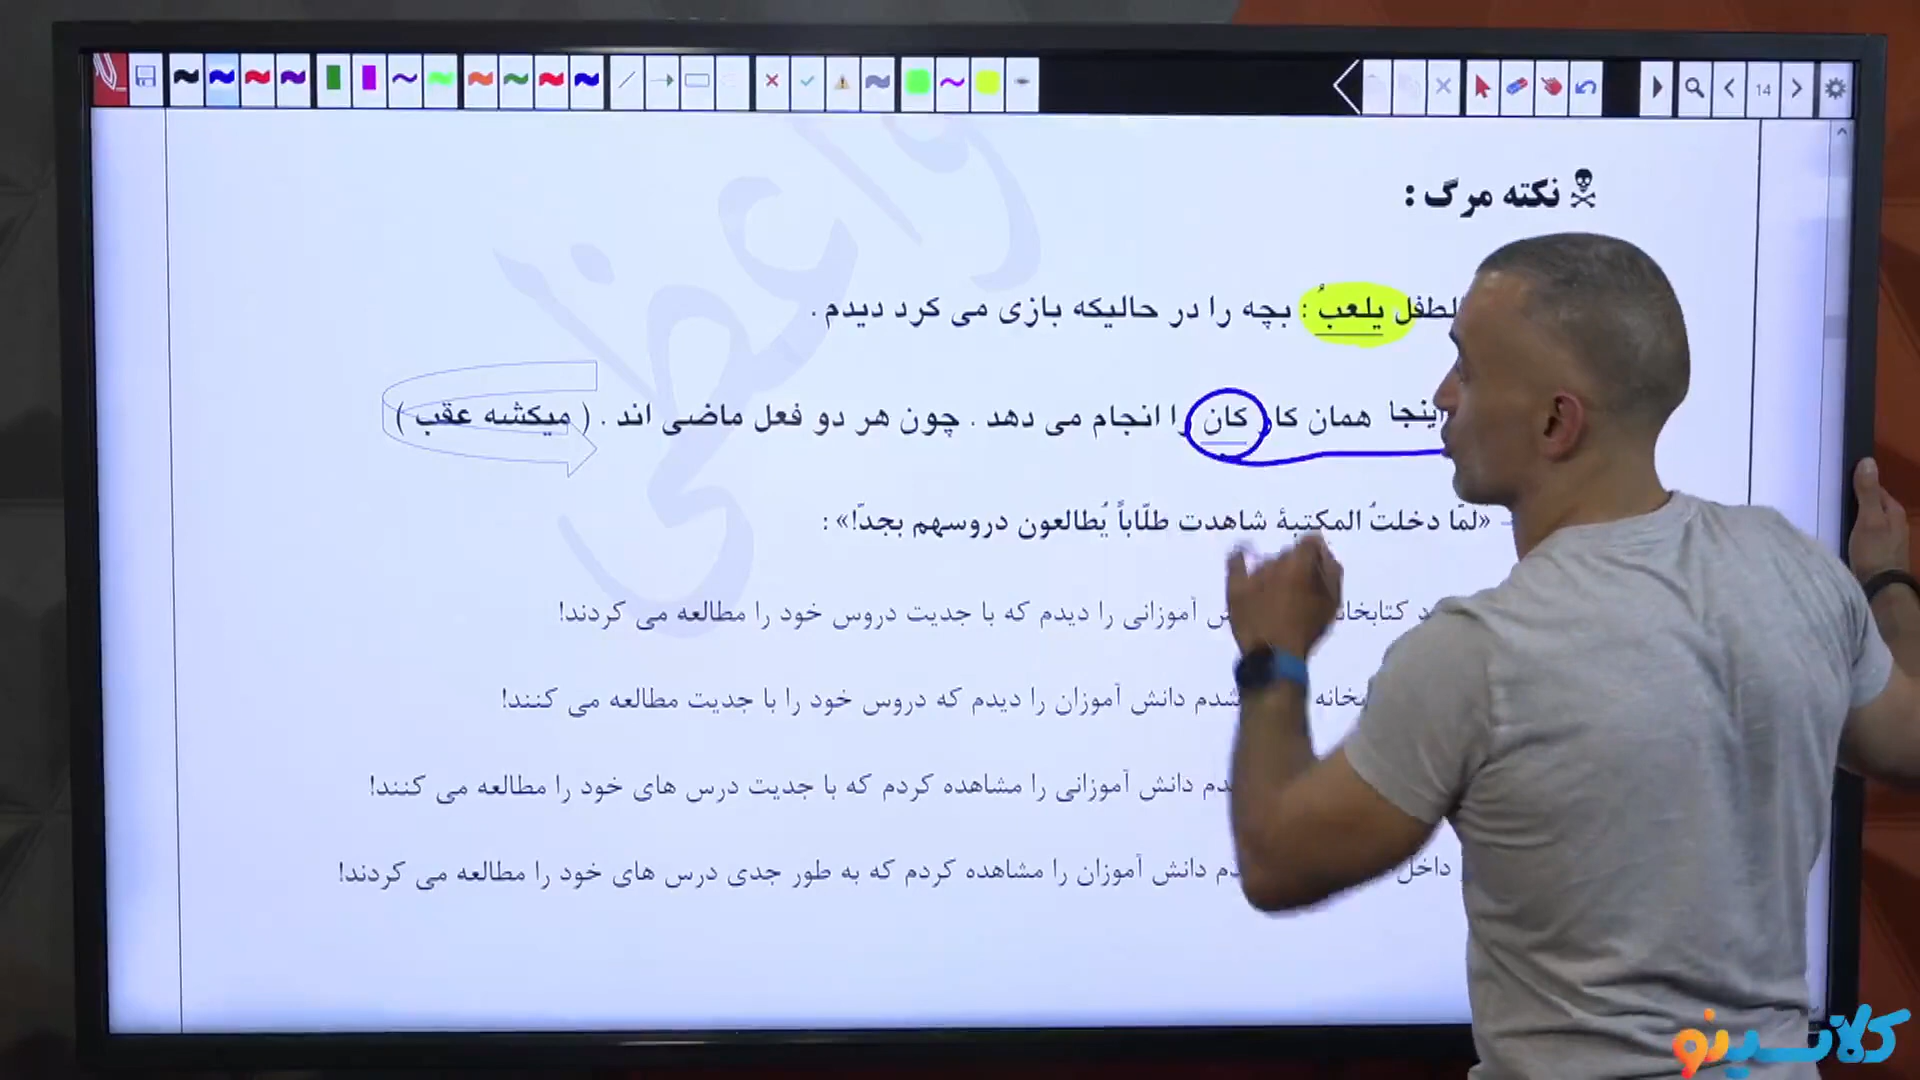 14
نکته مرگ :
الطفل یلعبُ : بچه را در حالیکه بازی می کرد دیدم .
اینجا همان کار کان را انجام می دهد . چون هر دو فعل ماضی اند . ( میکشه عقب )
«لمّا دخلتُ المکتبة شاهدت طلّاباً یُطالعون دروسهم بجدّ!» :
آموزانی را دیدم که با جدیت دروس خود را مطالعه می کردند!
شدم دانش آموزان را دیدم که دروس خود را با جدیت مطالعه می کنند!
دانش آموزانی را مشاهده کردم که با جدیت درس های خود را مطالعه می کنند!
داخل دانش آموزان را مشاهده کردم که به طور جدی درس های خود را مطالعه می کردند!
واعظی
کلاسینو